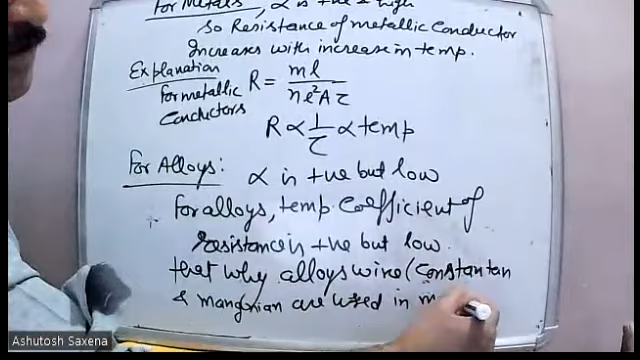 For Metals, α is +ve & high
so Resistance of metallic Conductor
Increases with increase in temp.
Explanation
for metallic
Conductors
R = ml / ne²Aτ
R ∝ 1/τ ∝ temp
For Alloys: α is +ve but low
for alloys, temp. Coefficient of
resistance is +ve but low.
that why alloys wire (Constantan
& manganian are used in m
Ashutosh Saxena